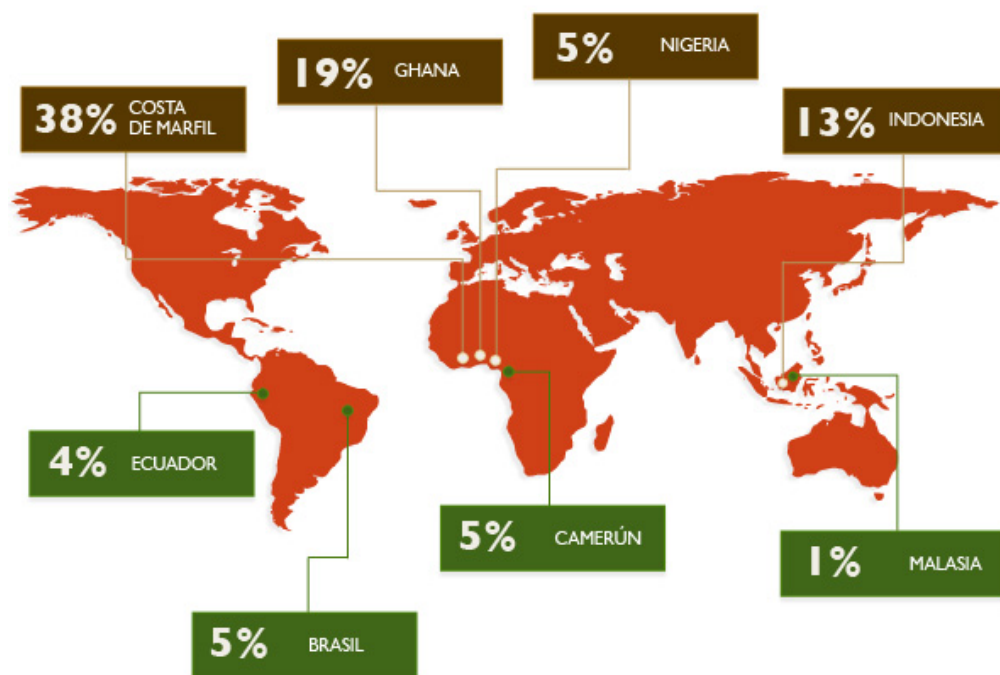 5% NIGERIA
19% GHANA
38% COSTA
DE MARFIL
13% INDONESIA
4% ECUADOR
5% CAMERÚN
1% MALASIA
5% BRASIL